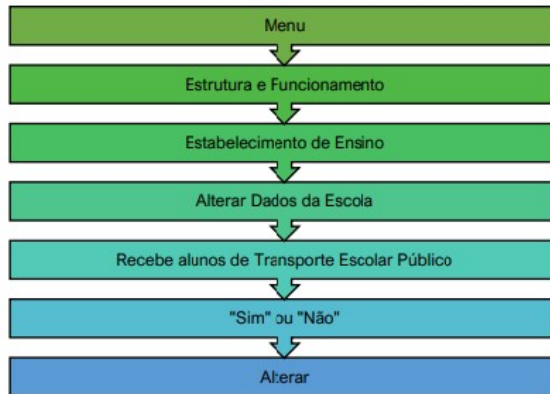 Menu
Estrutura e Funcionamento
Estabelecimento de Ensino
Alterar Dados da Escola
Recebe alunos de Transporte Escolar Público
"Sim" ou "Não"
Alterar